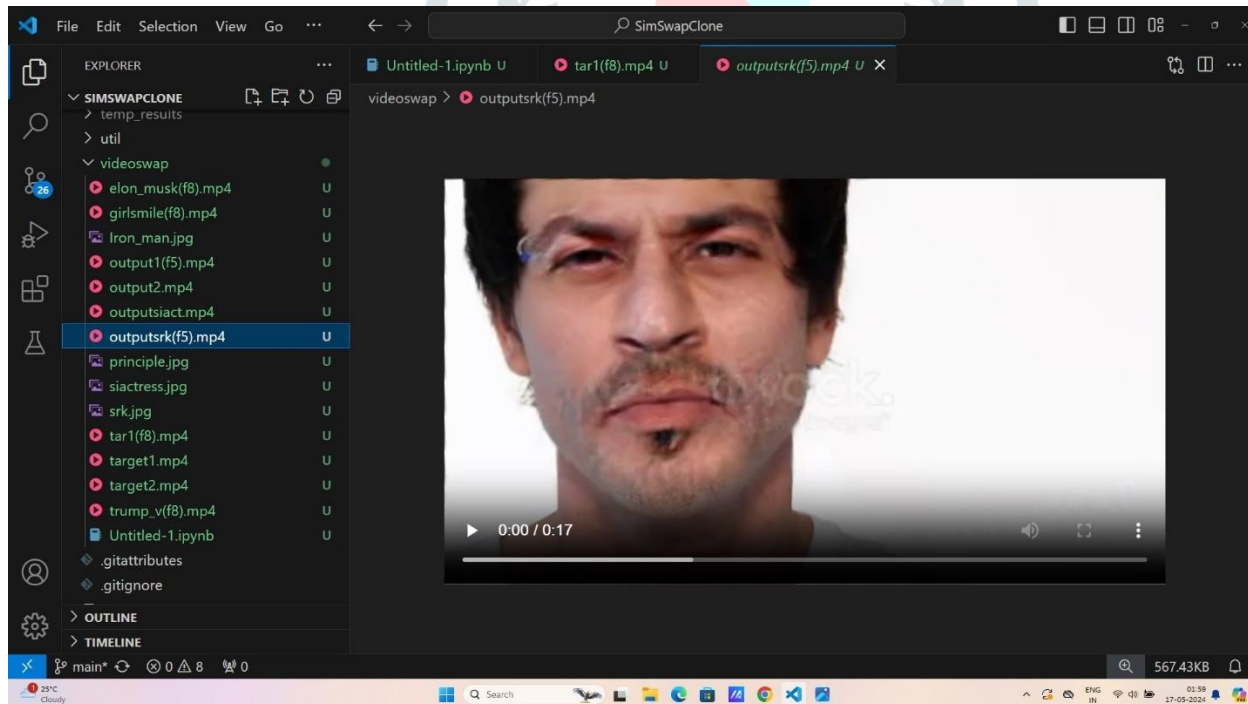 File Edit Selection View Go ...
SimSwapClone
EXPLORER
SIMSWAPCLONE
temp_results
util
videoswap
elon_musk(f8).mp4 U
girlsmile(f8).mp4 U
Iron_man.jpg U
output1(f5).mp4 U
output2.mp4 U
outputsiact.mp4 U
outputsrk(f5).mp4 U
principle.jpg U
siactress.jpg U
srk.jpg U
tar1(f8).mp4 U
target1.mp4 U
target2.mp4 U
trump_v(f8).mp4 U
Untitled-1.ipynb U
.gitattributes
.gitignore
OUTLINE
TIMELINE
26
Untitled-1.ipynb U
tar1(f8).mp4 U
outputsrk(f5).mp4 U
videoswap > outputsrk(f5).mp4
0:00 / 0:17
main* 0 8 0
567.43KB
1
25°C
Cloudy
Search
ENG
IN
01:59
17-05-2024